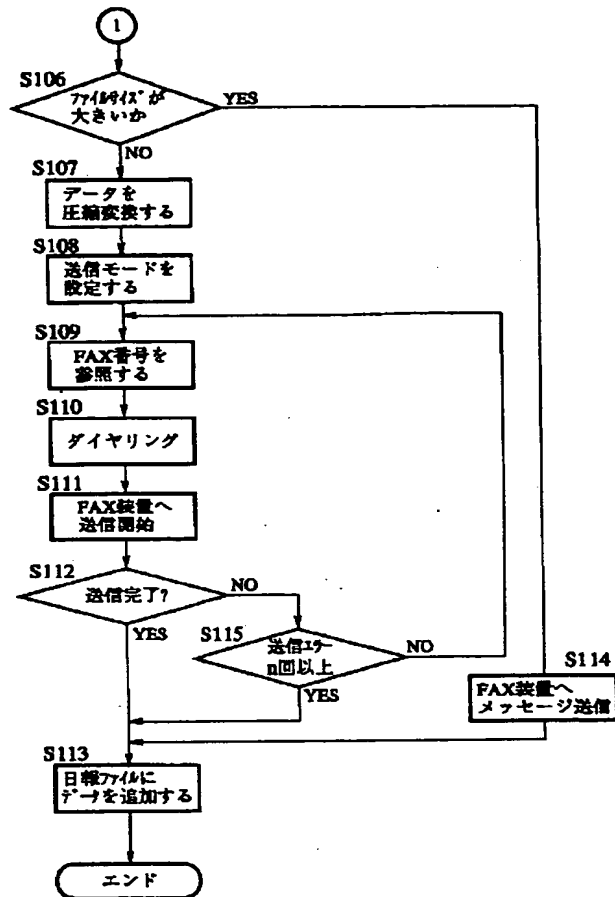 1
S106
ファイルサイズが
大きいか
YES
NO
S107
データを
圧縮変換する
S108
送信モードを
設定する
S109
FAX番号を
参照する
S110
ダイヤリング
S111
FAX装置へ
送信開始
S112
送信完了?
NO
YES
S115
送信エラー
n回以上
NO
YES
S114
FAX装置へ
メッセージ送信
S113
日報ファイルに
データを追加する
エンド